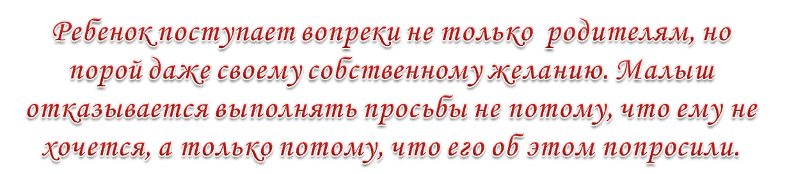 Ребенок поступает вопреки не только родителям, но
порой даже своему собственному желанию. Малыш
отказывается выполнять просьбы не потому, что ему не
хочется, а только потому, что его об этом попросили.